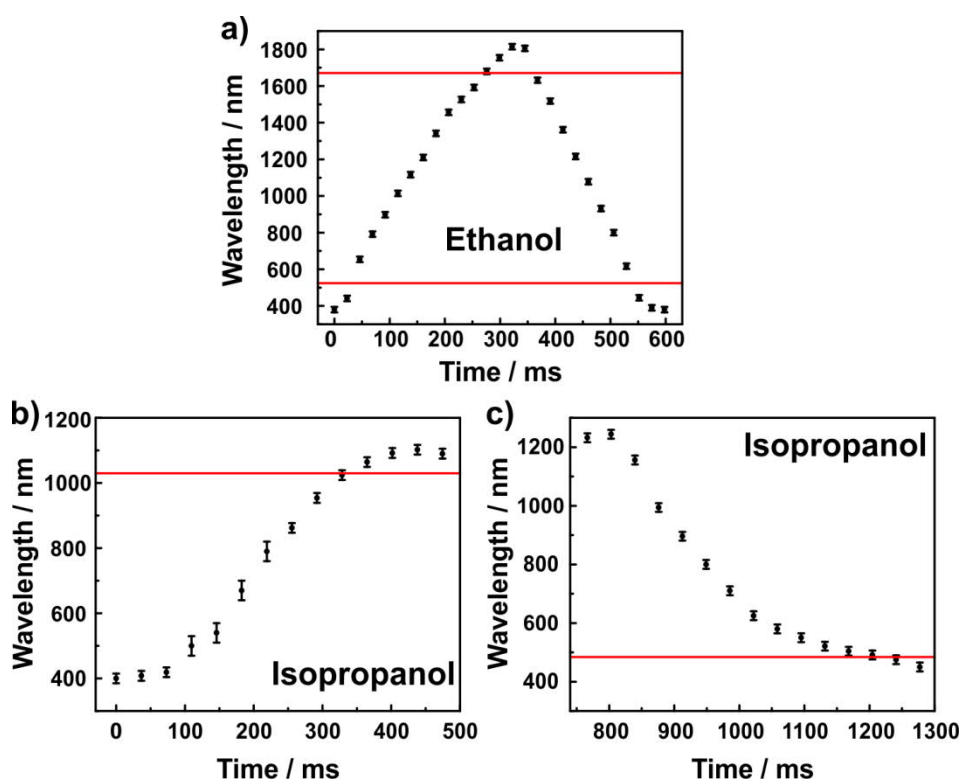 a)
1800
1600
1400
1200
1000
800
600
400
Wavelength / nm
Ethanol
0 100 200 300 400 500 600
Time / ms
b)
1200
1000
800
600
400
Wavelength / nm
Isopropanol
0 100 200 300 400 500
Time / ms
c)
Isopropanol
1200
1000
800
600
400
Wavelength / nm
800 900 1000 1100 1200 1300
Time / ms